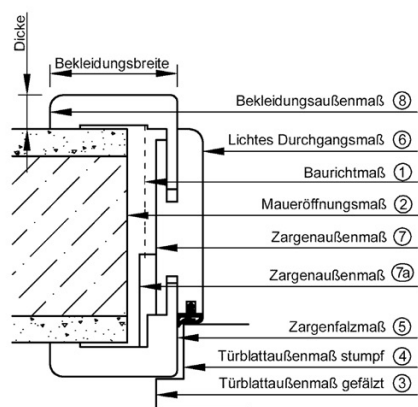 Dicke
Bekleidungsbreite
Bekleidungsaußenmaß 8
Lichtes Durchgangsmaß 6
Baurichtmaß 1
Maueröffnungsmaß 2
Zargenaußenmaß 7
Zargenaußenmaß 7a
Zargenfalzmaß 5
Türblattaußenmaß stumpf 4
Türblattaußenmaß gefälzt 3